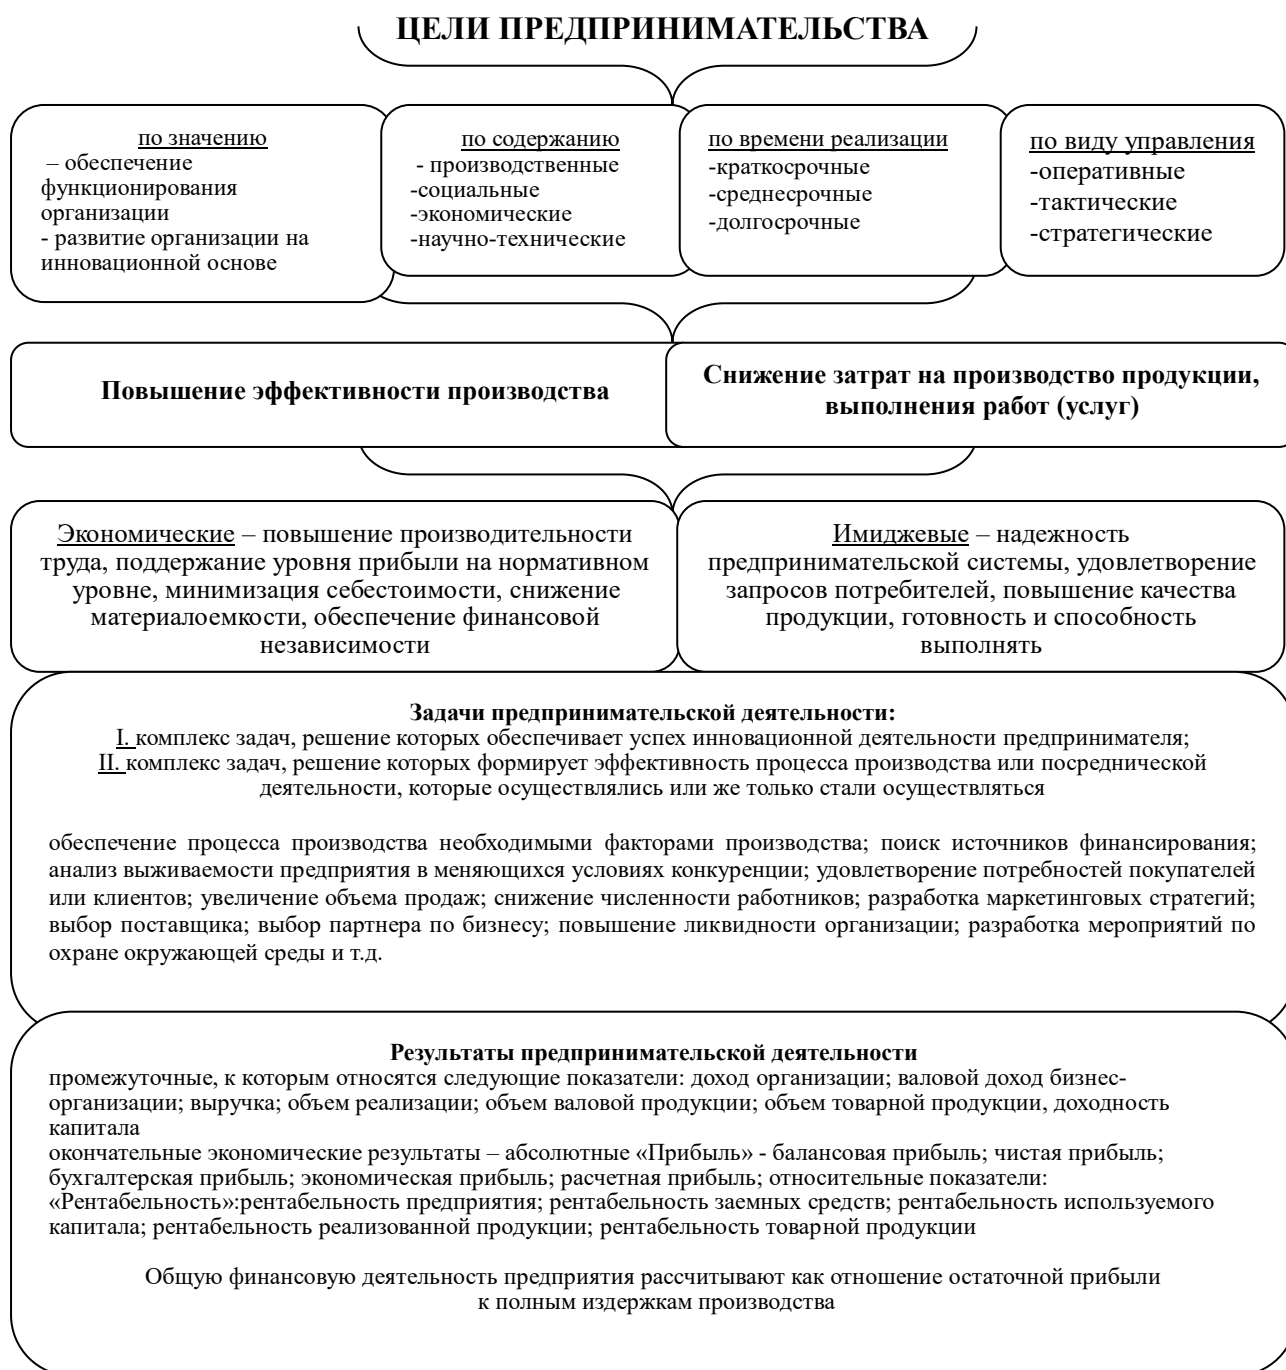 ЦЕЛИ ПРЕДПРИНИМАТЕЛЬСТВА
по значению
– обеспечение
функционирования
организации
- развитие организации на
инновационной основе
по содержанию
- производственные
-социальные
-экономические
-научно-технические
по времени реализации
-краткосрочные
-среднесрочные
-долгосрочные
по виду управления
-оперативные
-тактические
-стратегические
Повышение эффективности производства
Снижение затрат на производство продукции,
выполнения работ (услуг)
Экономические – повышение производительности
труда, поддержание уровня прибыли на нормативном
уровне, минимизация себестоимости, снижение
материалоемкости, обеспечение финансовой
независимости
Имиджевые – надежность
предпринимательской системы, удовлетворение
запросов потребителей, повышение качества
продукции, готовность и способность
выполнять
Задачи предпринимательской деятельности:
I. комплекс задач, решение которых обеспечивает успех инновационной деятельности предпринимателя;
II. комплекс задач, решение которых формирует эффективность процесса производства или посреднической
деятельности, которые осуществлялись или же только стали осуществляться
обеспечение процесса производства необходимыми факторами производства; поиск источников финансирования;
анализ выживаемости предприятия в меняющихся условиях конкуренции; удовлетворение потребностей покупателей
или клиентов; увеличение объема продаж; снижение численности работников; разработка маркетинговых стратегий;
выбор поставщика; выбор партнера по бизнесу; повышение ликвидности организации; разработка мероприятий по
охране окружающей среды и т.д.
Результаты предпринимательской деятельности
промежуточные, к которым относятся следующие показатели: доход организации; валовой доход бизнес-
организации; выручка; объем реализации; объем валовой продукции; объем товарной продукции, доходность
капитала
окончательные экономические результаты – абсолютные «Прибыль» - балансовая прибыль; чистая прибыль;
бухгалтерская прибыль; экономическая прибыль; расчетная прибыль; относительные показатели:
«Рентабельность»:рентабельность предприятия; рентабельность заемных средств; рентабельность используемого
капитала; рентабельность реализованной продукции; рентабельность товарной продукции
Общую финансовую деятельность предприятия рассчитывают как отношение остаточной прибыли
к полным издержкам производства